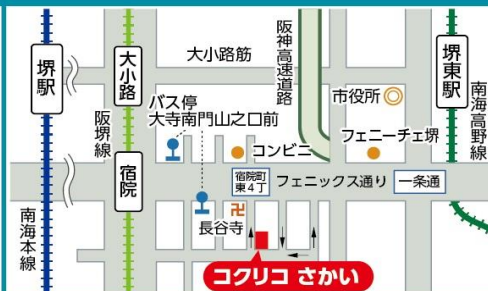 大小路筋
阪神高速道路
堺駅
大小路
堺東駅
市役所
南海高野線
バス停
大寺南門山之口前
阪堺線
コンビニ
フェニーチェ堺
宿院
宿院町
東4丁
フェニックス通り
一条通
長谷寺
南海本線
コクリコ さかい